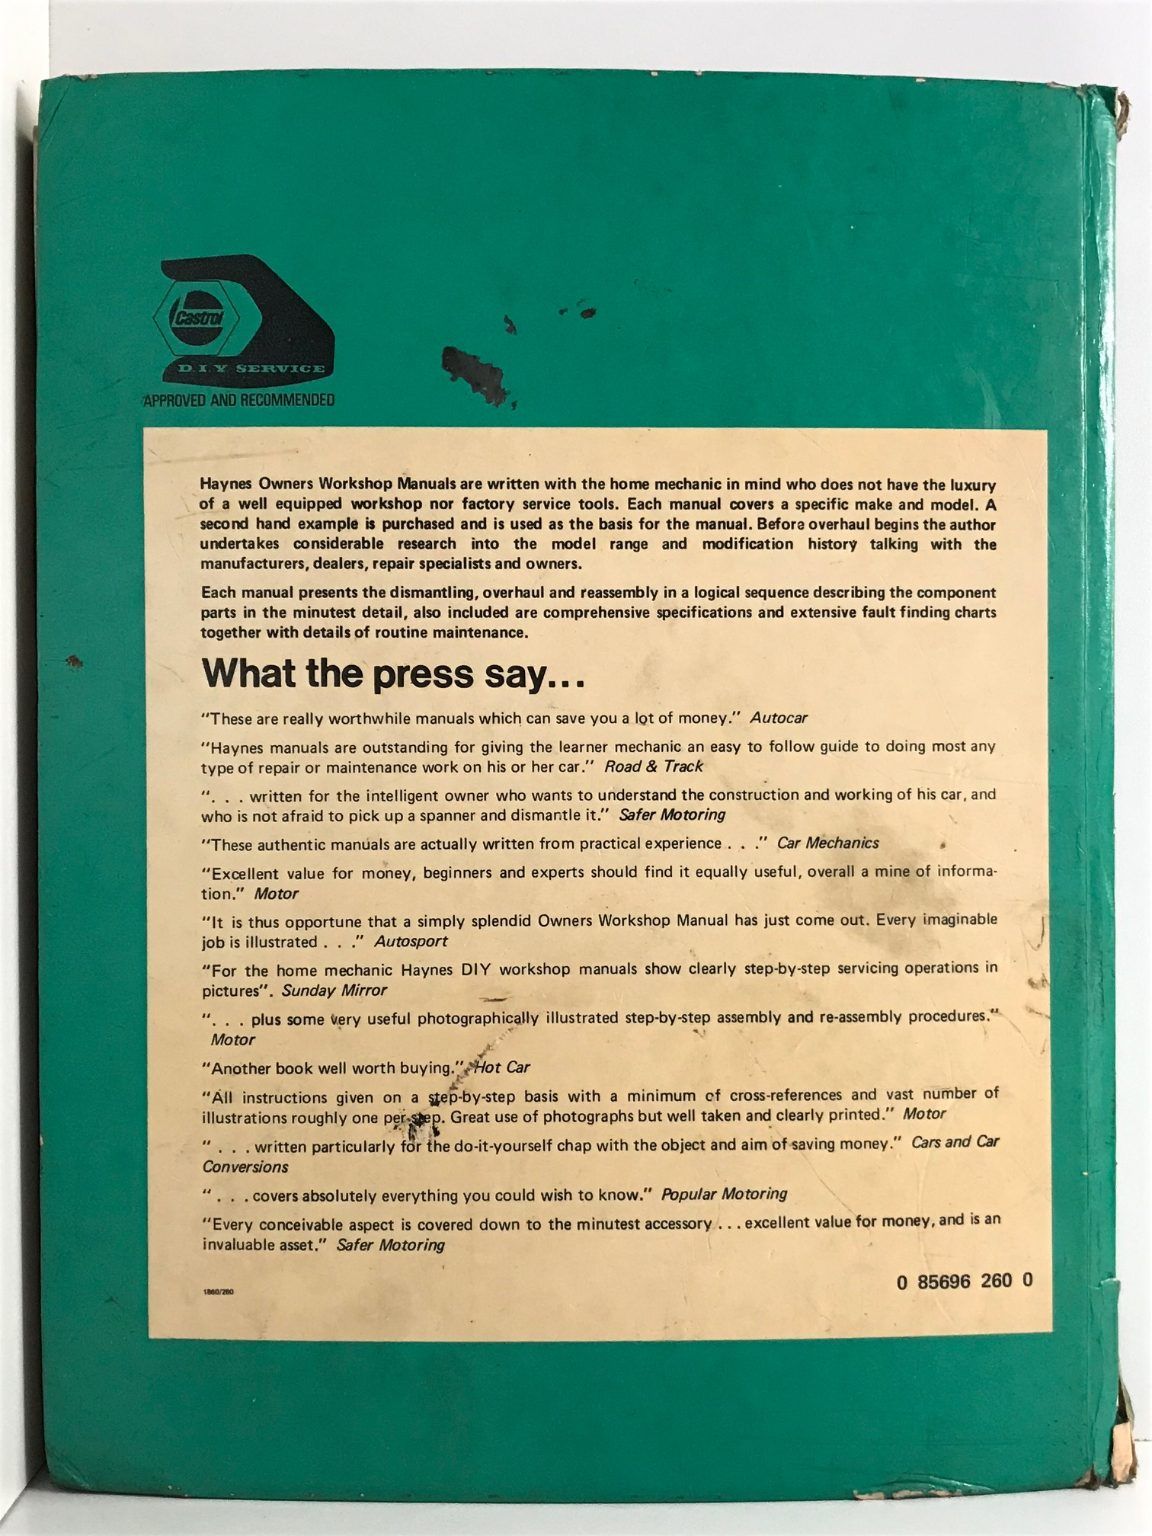 Castrol
D.I.Y SERVICE
APPROVED AND RECOMMENDED
Haynes Owners Workshop Manuals are written with the home mechanic in mind who does not have the luxury
of a well equipped workshop nor factory service tools. Each manual covers a specific make and model. A
second hand example is purchased and is used as the basis for the manual. Before overhaul begins the author
undertakes considerable research into the model range and modification history talking with the
manufacturers, dealers, repair specialists and owners.
Each manual presents the dismantling, overhaul and reassembly in a logical sequence describing the component
parts in the minutest detail, also included are comprehensive specifications and extensive fault finding charts
together with details of routine maintenance.
What the press say...
"These are really worthwhile manuals which can save you a lot of money." Autocar
"Haynes manuals are outstanding for giving the learner mechanic an easy to follow guide to doing most any
type of repair or maintenance work on his or her car." Road & Track
". . . written for the intelligent owner who wants to understand the construction and working of his car, and
who is not afraid to pick up a spanner and dismantle it." Safer Motoring
"These authentic manuals are actually written from practical experience . . ." Car Mechanics
"Excellent value for money, beginners and experts should find it equally useful, overall a mine of informa-
tion." Motor
"It is thus opportune that a simply splendid Owners Workshop Manual has just come out. Every imaginable
job is illustrated . . ." Autosport
"For the home mechanic Haynes DIY workshop manuals show clearly step-by-step servicing operations in
pictures". Sunday Mirror
". . . plus some very useful photographically illustrated step-by-step assembly and re-assembly procedures."
Motor
"Another book well worth buying." Hot Car
"All instructions given on a step-by-step basis with a minimum of cross-references and vast number of
illustrations roughly one per step. Great use of photographs but well taken and clearly printed." Motor
" . . . written particularly for the do-it-yourself chap with the object and aim of saving money." Cars and Car
Conversions
" . . . covers absolutely everything you could wish to know." Popular Motoring
"Every conceivable aspect is covered down to the minutest accessory . . . excellent value for money, and is an
invaluable asset." Safer Motoring
0 85696 260 0
1860/260